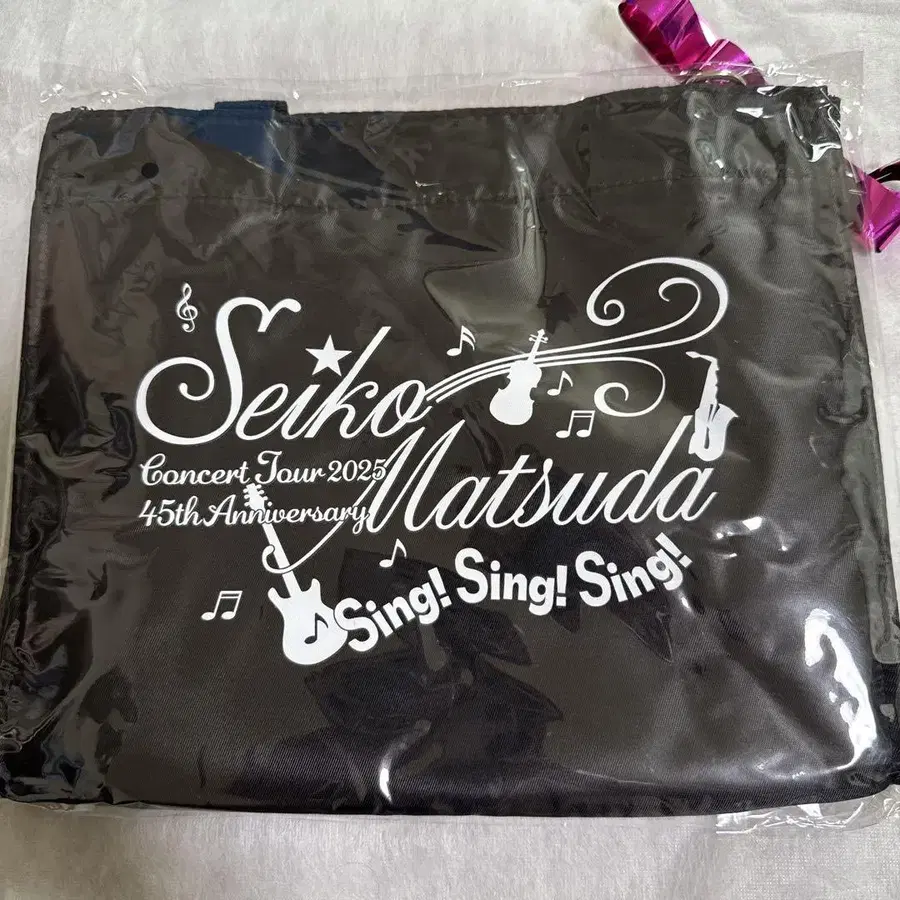 Seiko
Matsuda
Concert Tour 2025
45th Anniversary
Sing! Sing! Sing!